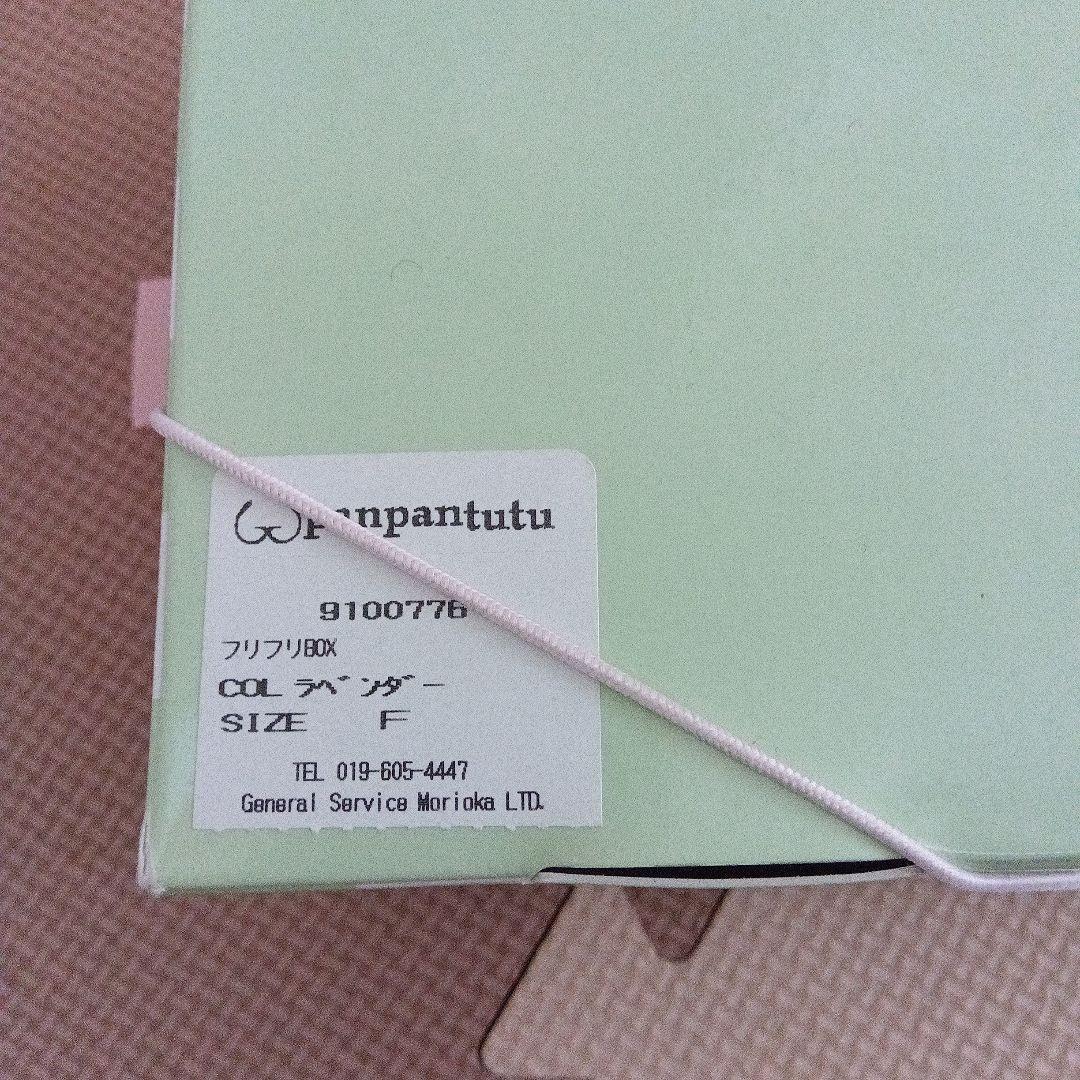 panpantutu
9100776
フリフリBOX
COL ラベンダー
SIZE F
TEL 019-605-4447
General Service Morioka LTD.